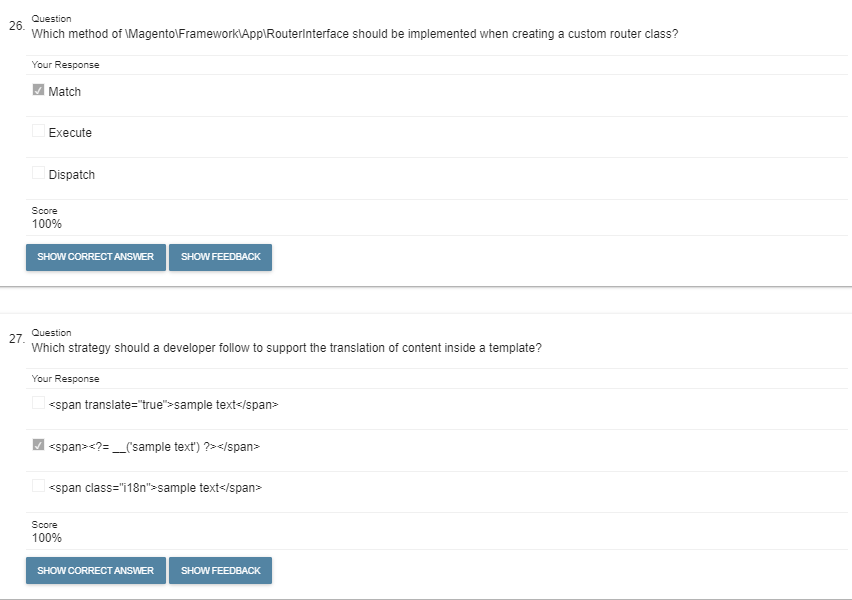 26.
Question
Which method of \Magento\Framework\App\RouterInterface should be implemented when creating a custom router class?
Your Response
Match
Execute
Dispatch
Score
100%
SHOW CORRECT ANSWER SHOW FEEDBACK
27.
Question
Which strategy should a developer follow to support the translation of content inside a template?
Your Response
<span translate="true">sample text</span>
<span><?= __('sample text') ?></span>
<span class="i18n">sample text</span>
Score
100%
SHOW CORRECT ANSWER SHOW FEEDBACK